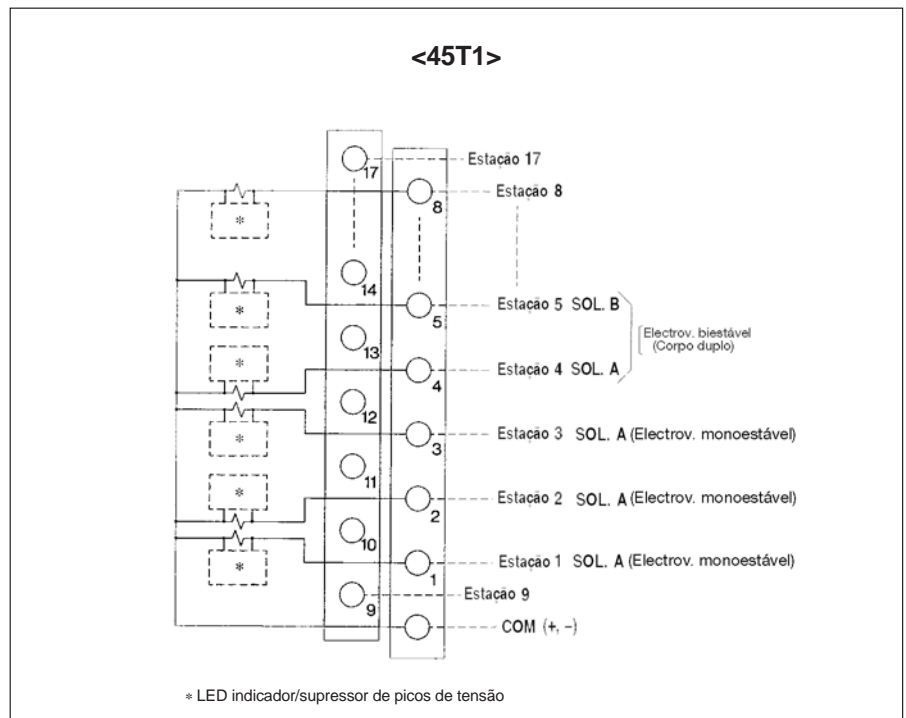 <45T1>
17 Estação 17
8 Estação 8
*
14
*
5 Estação 5 SOL. B
13
Electrov. biestável
(Corpo duplo)
*
4 Estação 4 SOL. A
12
*
3 Estação 3 SOL. A (Electrov. monoestável)
11
*
2 Estação 2 SOL. A (Electrov. monoestável)
10
*
1 Estação 1 SOL. A (Electrov. monoestável)
9 Estação 9
COM (+, –)
* LED indicador/supressor de picos de tensão